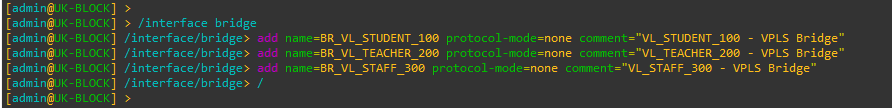 [admin@UK-BLOCK] >
[admin@UK-BLOCK] > /interface bridge
[admin@UK-BLOCK] /interface/bridge> add name=BR_VL_STUDENT_100 protocol-mode=none comment="VL_STUDENT_100 - VPLS Bridge"
[admin@UK-BLOCK] /interface/bridge> add name=BR_VL_TEACHER_200 protocol-mode=none comment="VL_TEACHER_200 - VPLS Bridge"
[admin@UK-BLOCK] /interface/bridge> add name=BR_VL_STAFF_300 protocol-mode=none comment="VL_STAFF_300 - VPLS Bridge"
[admin@UK-BLOCK] /interface/bridge> /
[admin@UK-BLOCK] >